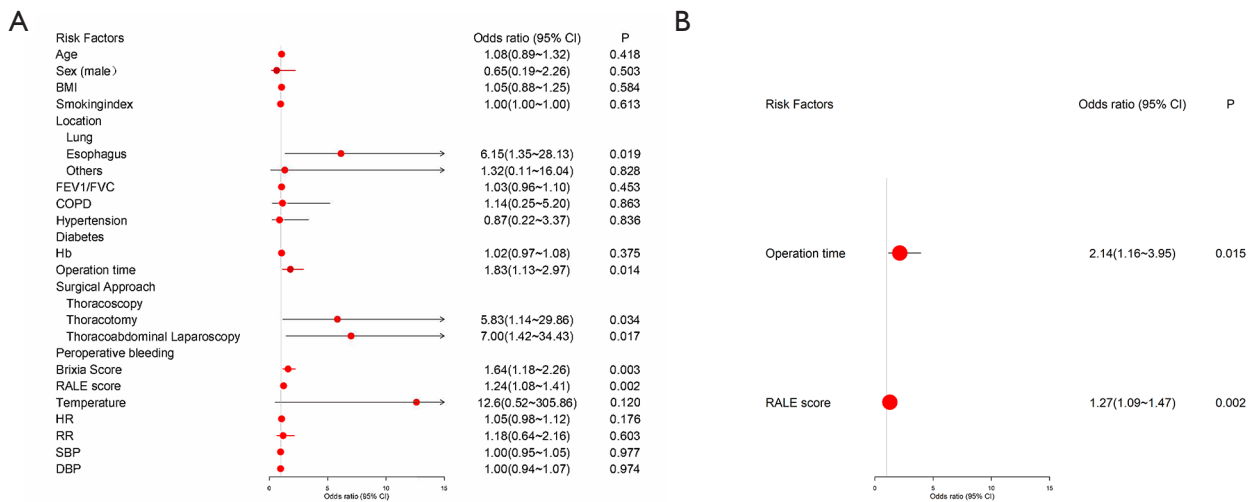 A
Risk Factors Odds ratio (95% CI) P
Age 1.08(0.89~1.32) 0.418
Sex (male） 0.65(0.19~2.26) 0.503
BMI 1.05(0.88~1.25) 0.584
Smokingindex 1.00(1.00~1.00) 0.613
Location
Lung
Esophagus 6.15(1.35~28.13) 0.019
Others 1.32(0.11~16.04) 0.828
FEV1/FVC 1.03(0.96~1.10) 0.453
COPD 1.14(0.25~5.20) 0.863
Hypertension 0.87(0.22~3.37) 0.836
Diabetes
Hb 1.02(0.97~1.08) 0.375
Operation time 1.83(1.13~2.97) 0.014
Surgical Approach
Thoracoscopy
Thoracotomy 5.83(1.14~29.86) 0.034
Thoracoabdominal Laparoscopy 7.00(1.42~34.43) 0.017
Peroperative bleeding
Brixia Score 1.64(1.18~2.26) 0.003
RALE score 1.24(1.08~1.41) 0.002
Temperature 12.6(0.52~305.86) 0.120
HR 1.05(0.98~1.12) 0.176
RR 1.18(0.64~2.16) 0.603
SBP 1.00(0.95~1.05) 0.977
DBP 1.00(0.94~1.07) 0.974
0 5 10 15
Odds ratio (95% CI)
B
Risk Factors Odds ratio (95% CI) P
Operation time 2.14(1.16~3.95) 0.015
RALE score 1.27(1.09~1.47) 0.002
0 5 10 15
Odds ratio (95% CI)